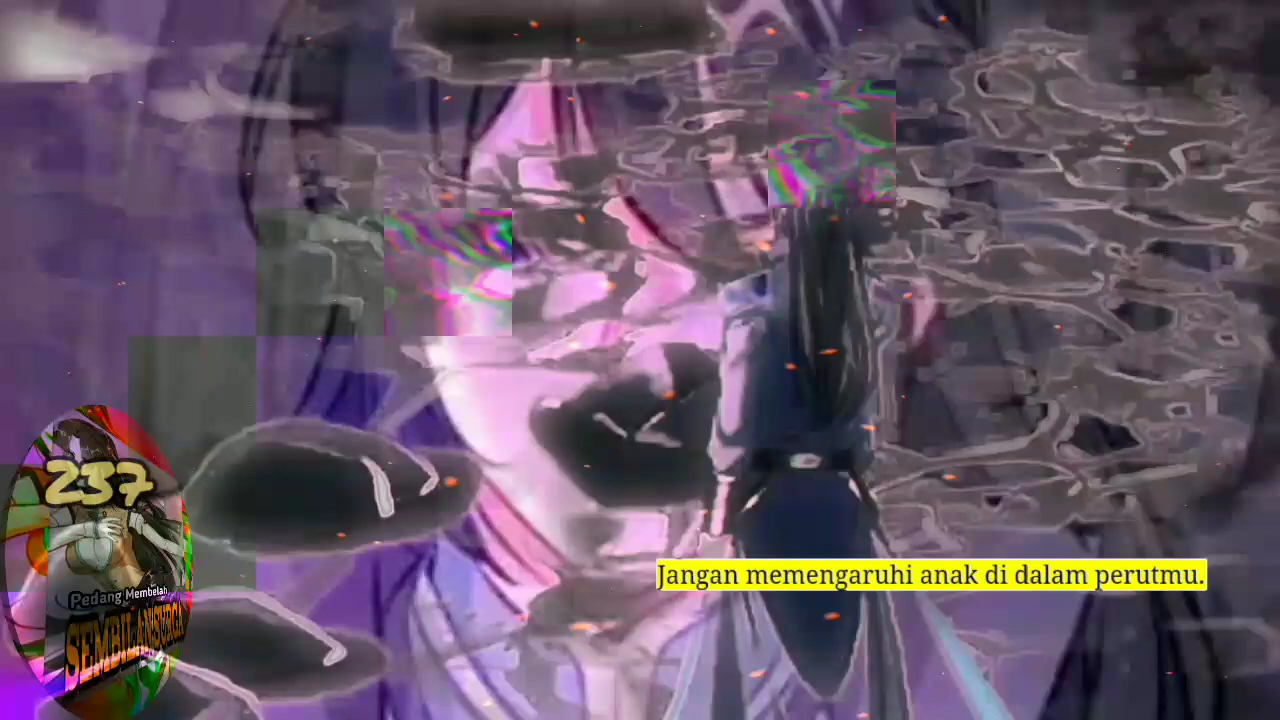 237
Pedang Membelah
SEMBILAN SURGA
Jangan memengaruhi anak di dalam perutmu.